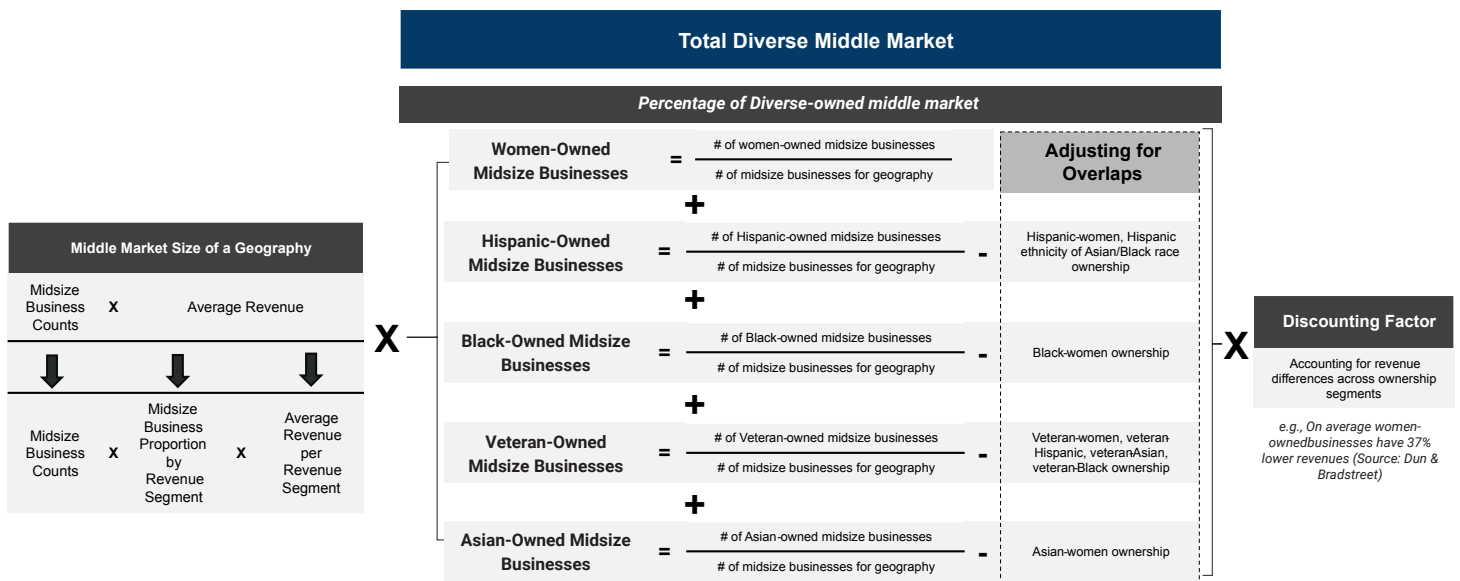 Total Diverse Middle Market
Percentage of Diverse-owned middle market
Middle Market Size of a Geography
Midsize
Business
Counts
X
Average Revenue
Midsize
Business
Counts
X
Midsize
Business
Proportion
by
Revenue
Segment
X
Average
Revenue
per
Revenue
Segment
X
Women-Owned
Midsize Businesses
=
# of women-owned midsize businesses
# of midsize businesses for geography
Adjusting for
Overlaps
+
Hispanic-Owned
Midsize Businesses
=
# of Hispanic-owned midsize businesses
# of midsize businesses for geography
-
Hispanic-women, Hispanic
ethnicity of Asian/Black race
ownership
+
Black-Owned Midsize
Businesses
=
# of Black-owned midsize businesses
# of midsize businesses for geography
-
Black-women ownership
+
Veteran-Owned
Midsize Businesses
=
# of Veteran-owned midsize businesses
# of midsize businesses for geography
-
Veteran-women, veteran-
Hispanic, veteran-Asian,
veteran-Black ownership
+
Asian-Owned Midsize
Businesses
=
# of Asian-owned midsize businesses
# of midsize businesses for geography
-
Asian-women ownership
X
Discounting Factor
Accounting for revenue
differences across ownership
segments
e.g., On average women-
ownedbusinesses have 37%
lower revenues (Source: Dun &
Bradstreet)